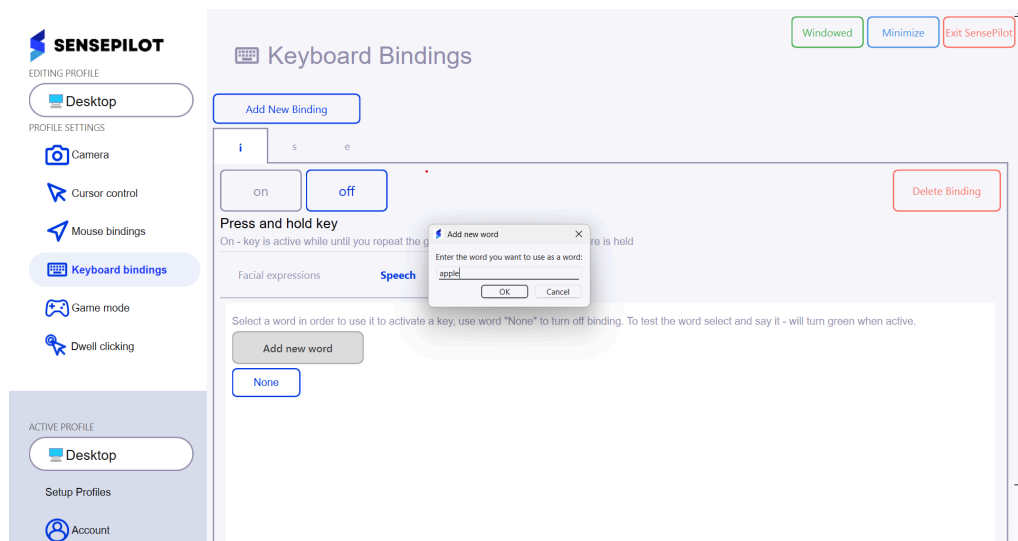 SENSEPILOT
EDITING PROFILE
Desktop
PROFILE SETTINGS
Camera
Cursor control
Mouse bindings
Keyboard bindings
Game mode
Dwell clicking
ACTIVE PROFILE
Desktop
Setup Profiles
Account
Keyboard Bindings
Windowed
Minimize
Exit SensePilot
Add New Binding
i s e
on off
Delete Binding
Press and hold key
On - key is active while until you repeat the g
re is held
Facial expressions Speech
Add new word
Enter the word you want to use as a word:
apple
OK Cancel
Select a word in order to use it to activate a key, use word "None" to turn off binding. To test the word select and say it - will turn green when active.
Add new word
None